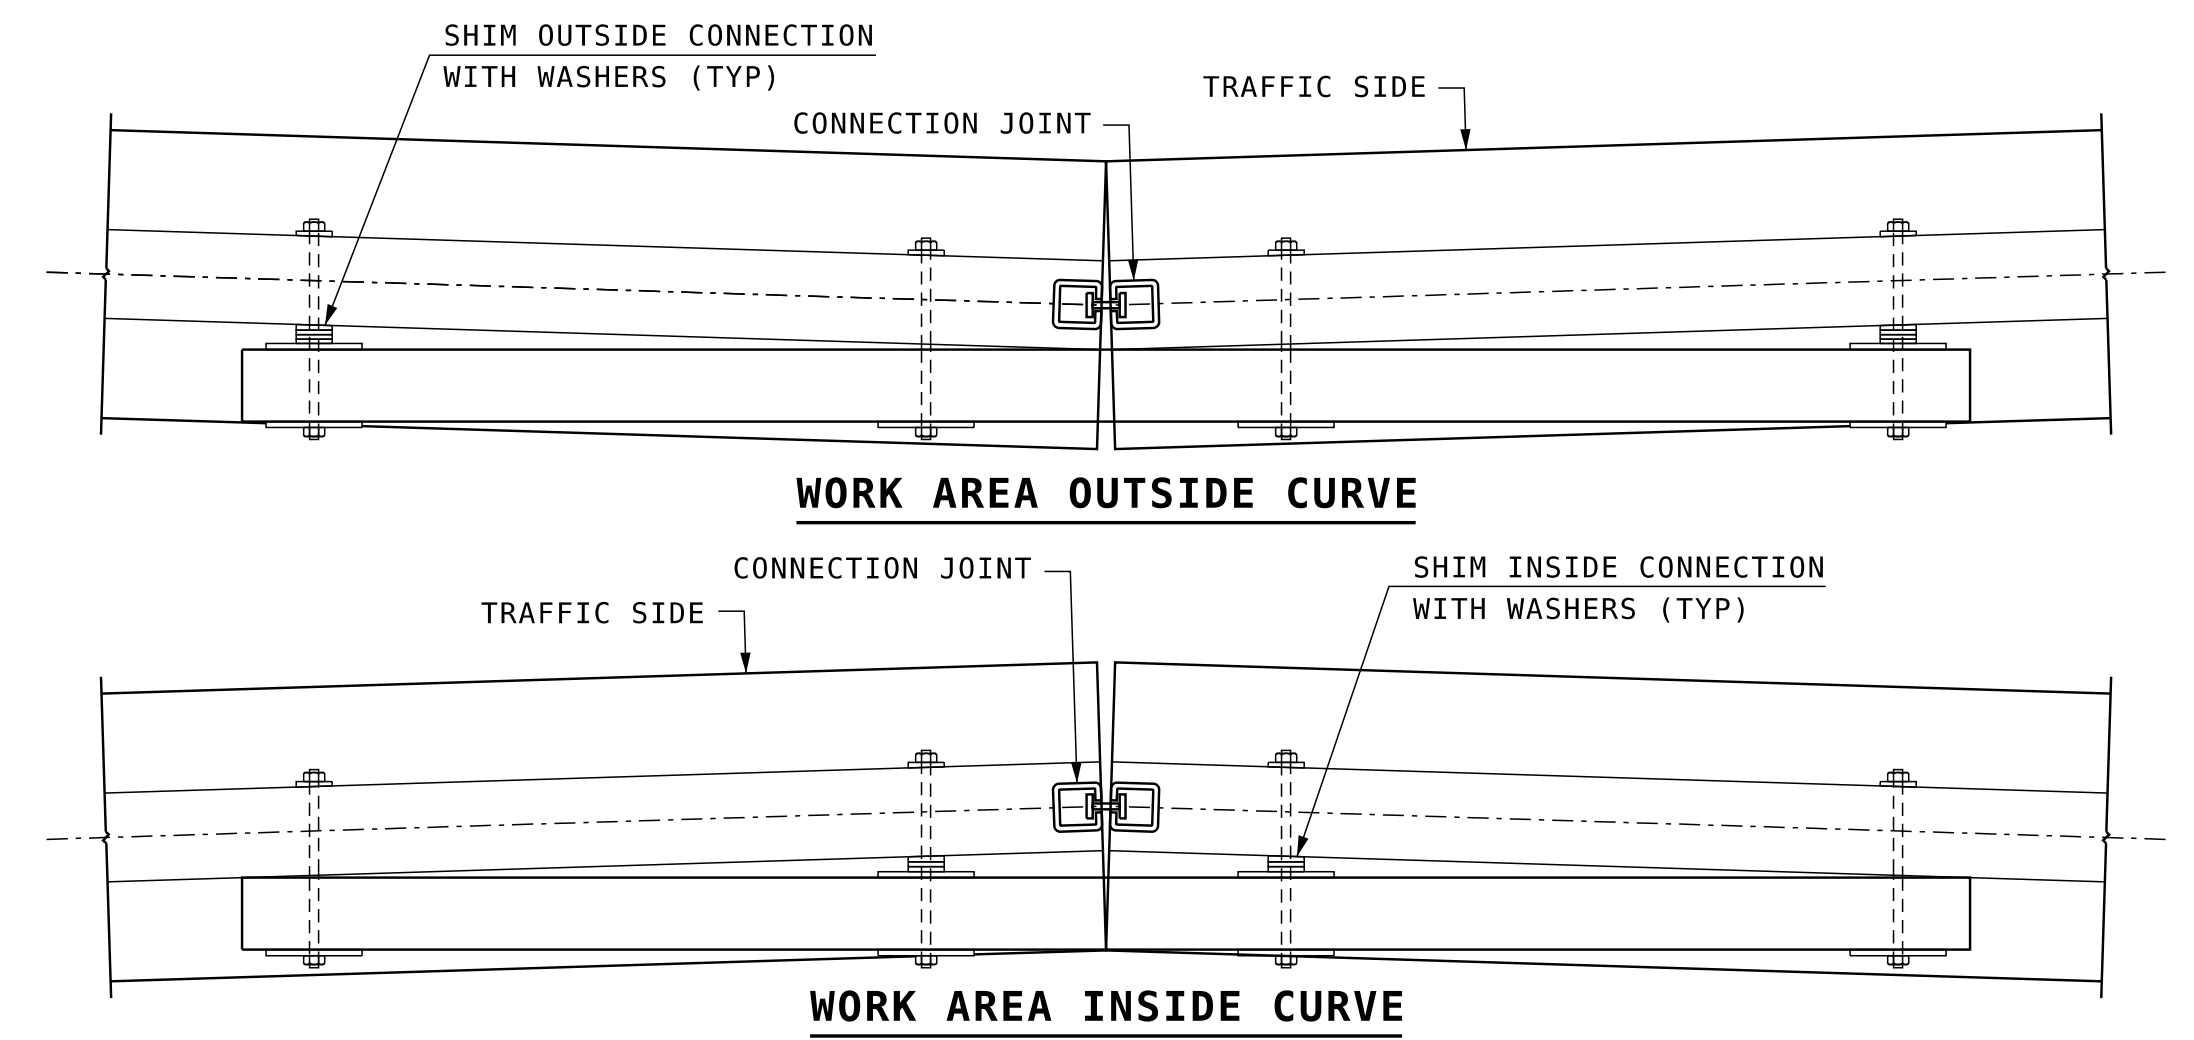 SHIM OUTSIDE CONNECTION
WITH WASHERS (TYP)
TRAFFIC SIDE
CONNECTION JOINT
WORK AREA OUTSIDE CURVE
CONNECTION JOINT
SHIM INSIDE CONNECTION
WITH WASHERS (TYP)
TRAFFIC SIDE
WORK AREA INSIDE CURVE